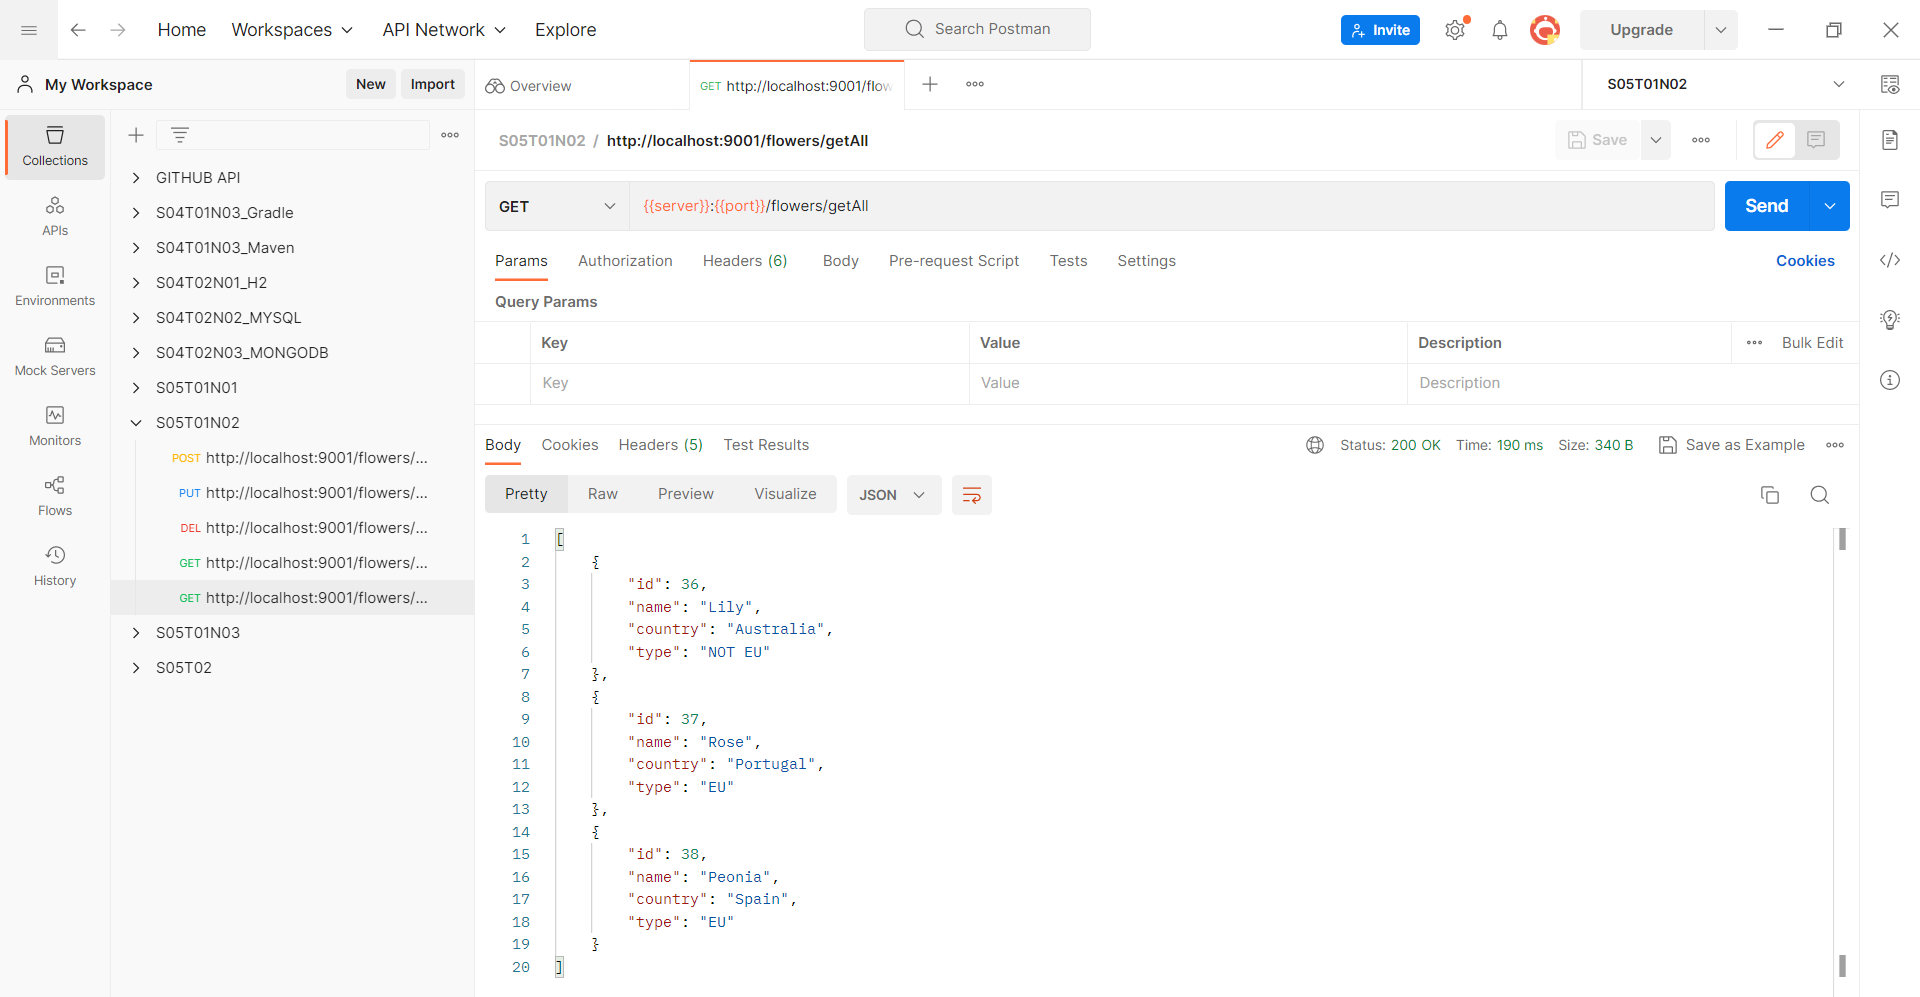 Home Workspaces API Network Explore Search Postman Invite Upgrade
My Workspace New Import Overview GET http://localhost:9001/flow S05T01N02
Collections
APIs
Environments
Mock Servers
Monitors
Flows
History
GITHUB API
S04T01N03_Gradle
S04T01N03_Maven
S04T02N01_H2
S04T02N02_MYSQL
S04T02N03_MONGODB
S05T01N01
S05T01N02
POST http://localhost:9001/flowers/...
PUT http://localhost:9001/flowers/...
DEL http://localhost:9001/flowers/...
GET http://localhost:9001/flowers/...
GET http://localhost:9001/flowers/...
S05T01N03
S05T02
S05T01N02 / http://localhost:9001/flowers/getAll Save
GET {{server}}:{{port}}/flowers/getAll Send
Params Authorization Headers (6) Body Pre-request Script Tests Settings Cookies
Query Params
Key Value Description Bulk Edit
Key Value Description
Body Cookies Headers (5) Test Results Status: 200 OK Time: 190 ms Size: 340 B Save as Example
Pretty Raw Preview Visualize JSON
1 [
2 {
3 "id": 36,
4 "name": "Lily",
5 "country": "Australia",
6 "type": "NOT EU"
7 },
8 {
9 "id": 37,
10 "name": "Rose",
11 "country": "Portugal",
12 "type": "EU"
13 },
14 {
15 "id": 38,
16 "name": "Peonia",
17 "country": "Spain",
18 "type": "EU"
19 }
20 ]